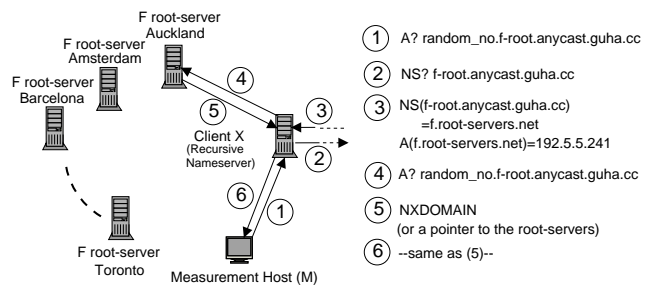 F root-server
Auckland
F root-server
Amsterdam
F root-server
Barcelona
F root-server
Toronto
Client X
(Recursive
Nameserver)
Measurement Host (M)
4
5
3
2
6
1
1 A? random_no.f-root.anycast.guha.cc
2 NS? f-root.anycast.guha.cc
3 NS(f-root.anycast.guha.cc)
=f.root-servers.net
A(f.root-servers.net)=192.5.5.241
4 A? random_no.f-root.anycast.guha.cc
5 NXDOMAIN
(or a pointer to the root-servers)
6 --same as (5)--